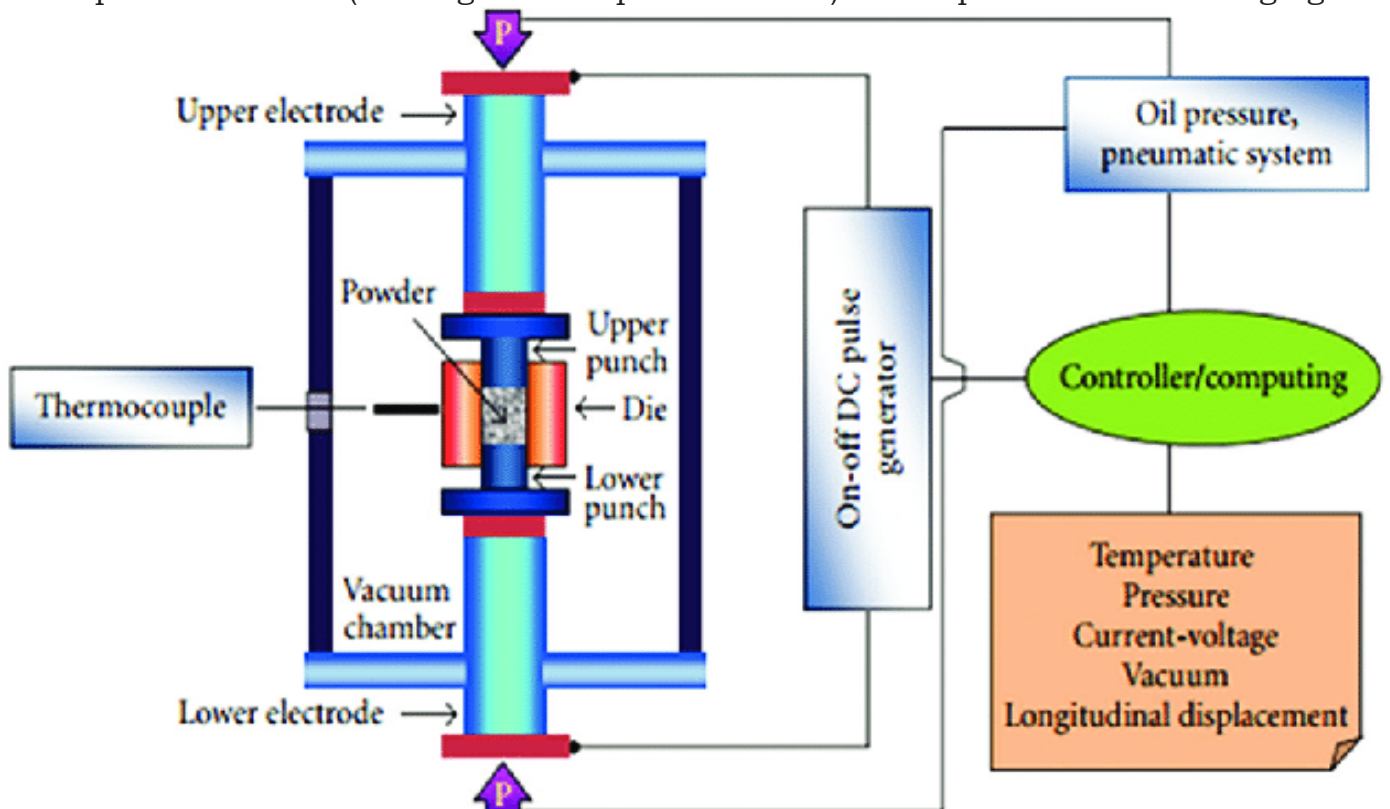 P
Upper electrode
Oil pressure,
pneumatic system
Powder
Upper
punch
On-off DC pulse
generator
Controller/computing
Thermocouple
Die
Lower
punch
Vacuum
chamber
Temperature
Pressure
Current-voltage
Vacuum
Longitudinal displacement
Lower electrode
P